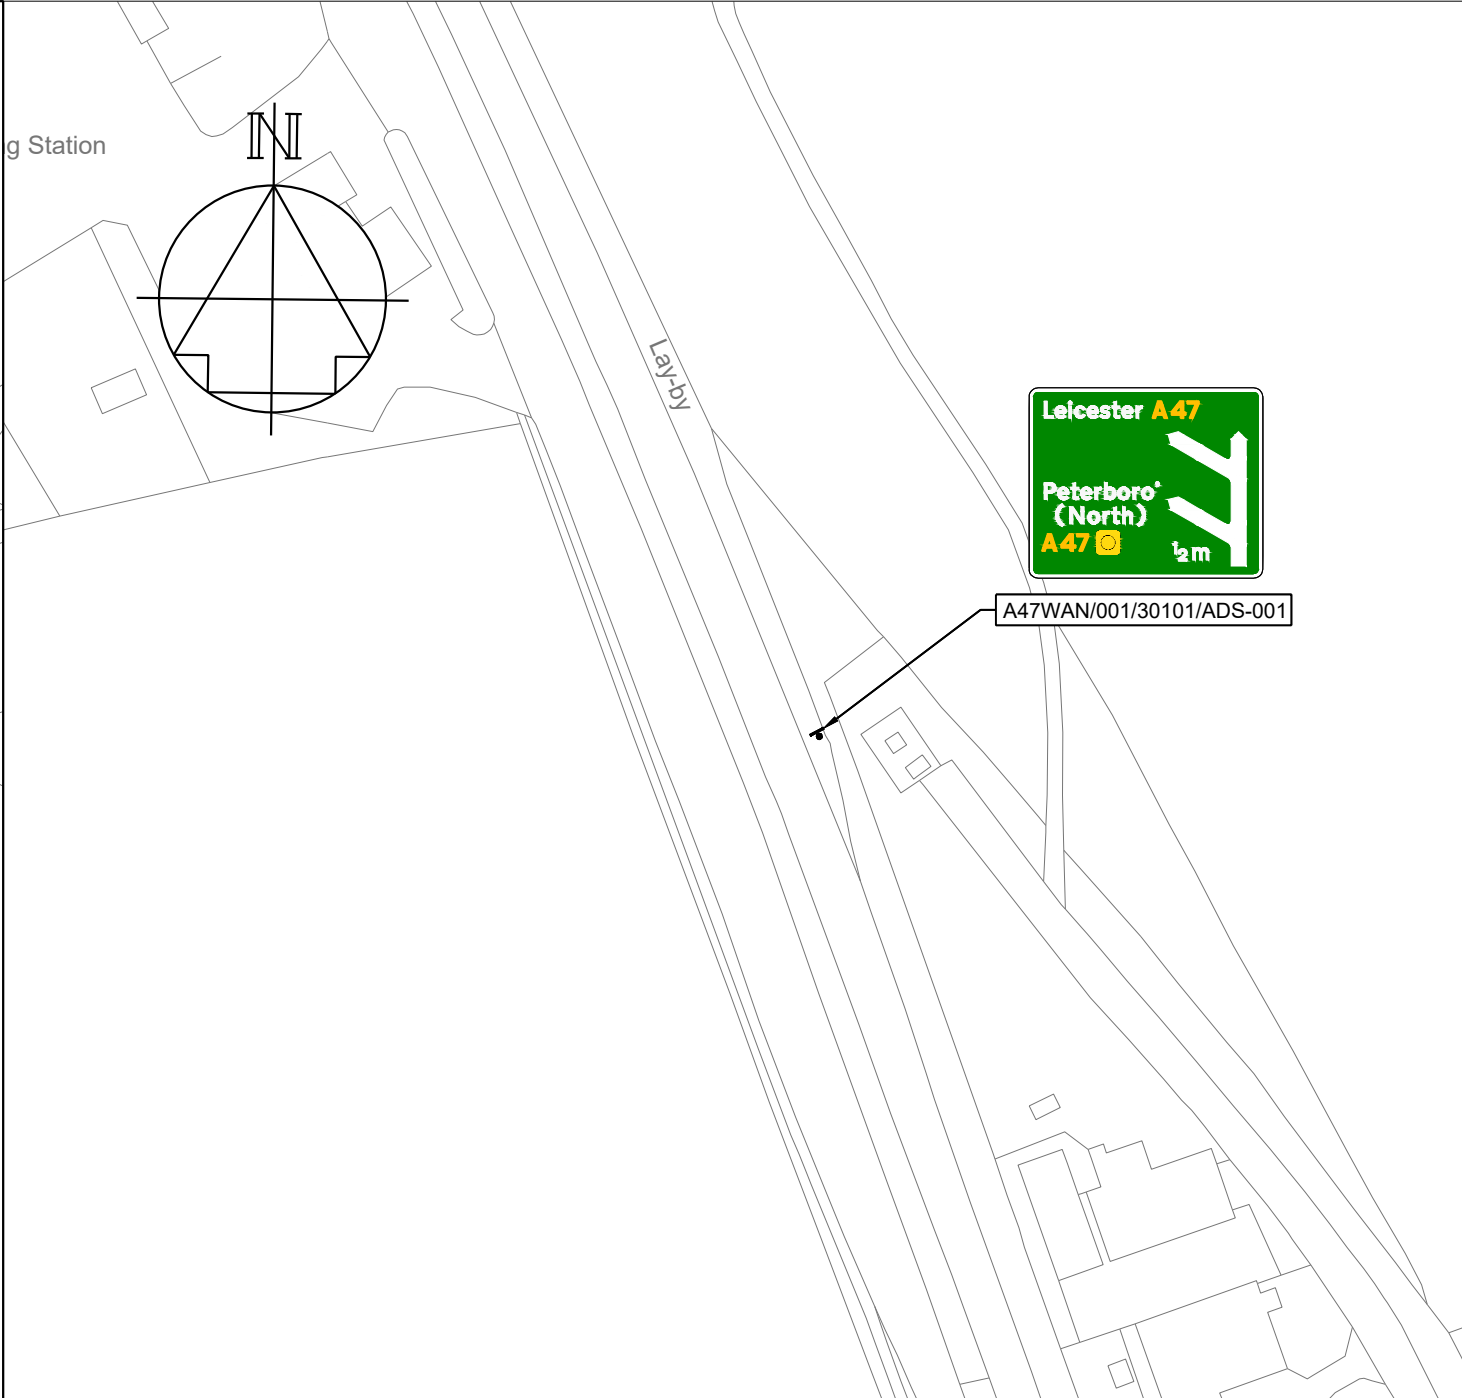 N
g Station
Lay-by
Leicester A47
Peterboro'
(North)
A47
½m
A47WAN/001/30101/ADS-001